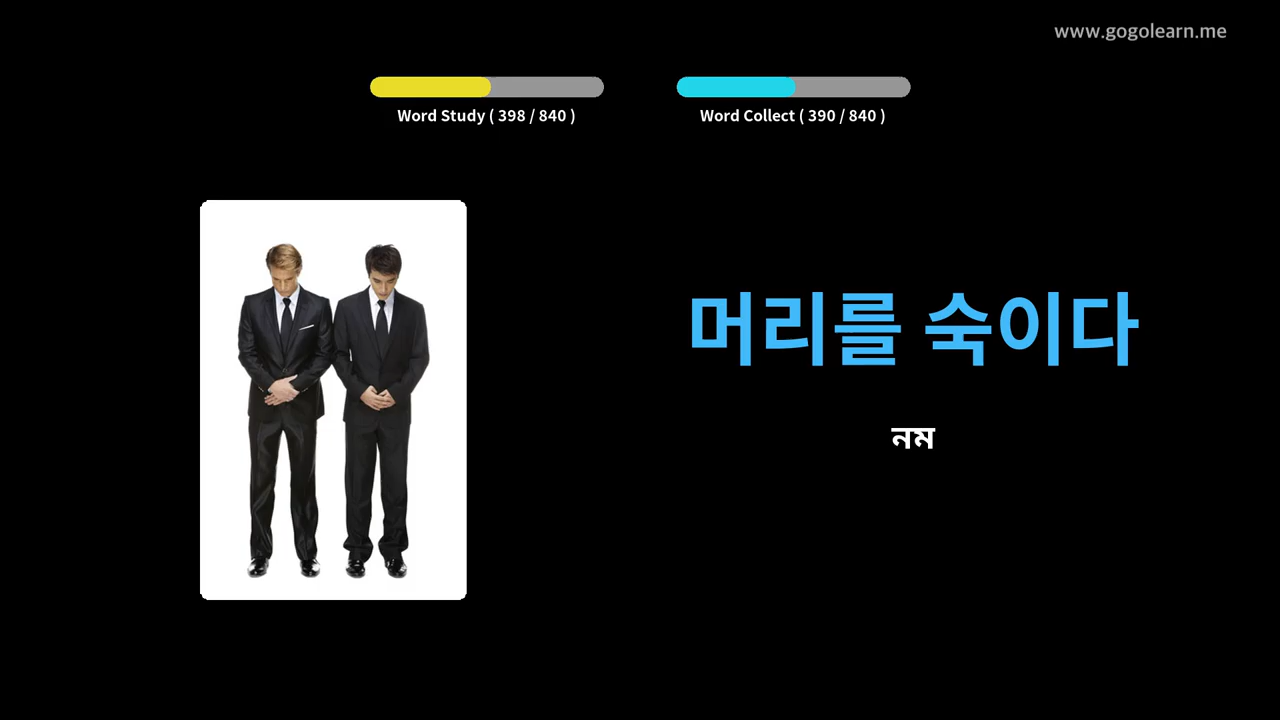 www.gogolearn.me
Word Study ( 398 / 840 )
Word Collect ( 390 / 840 )
머리를 숙이다
নম